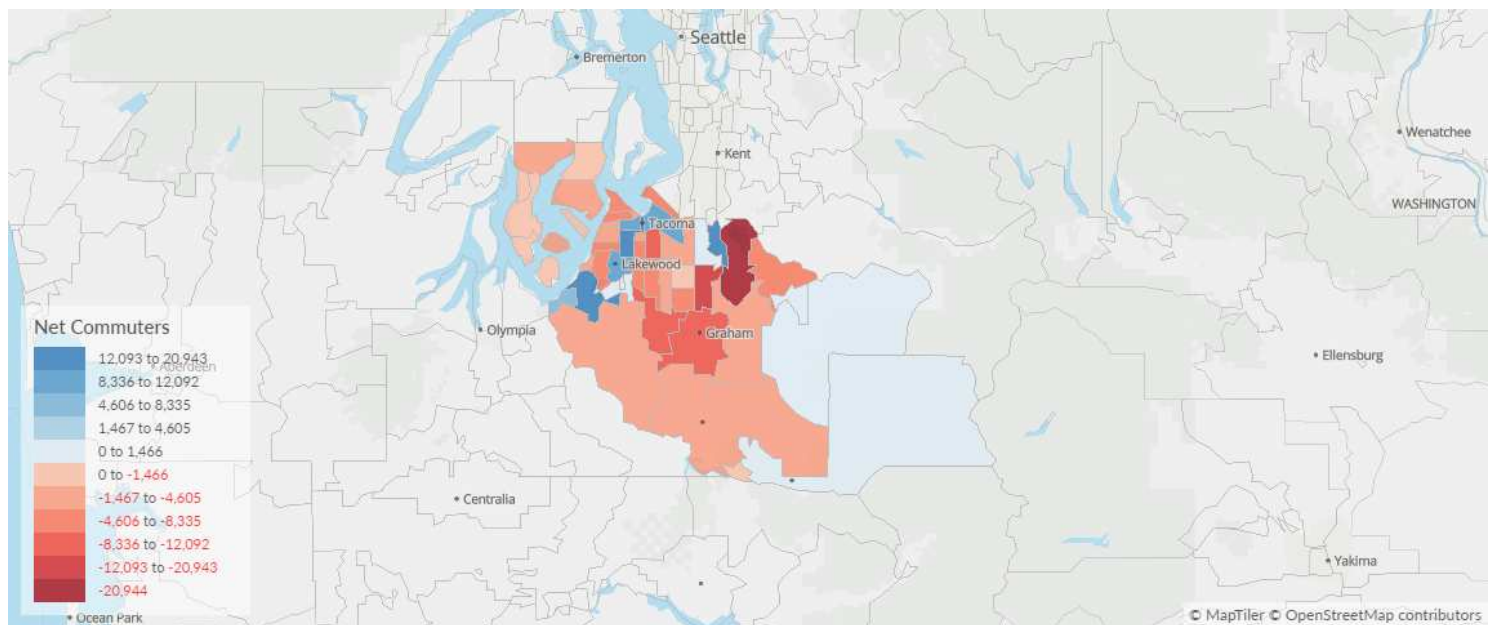 Seattle
Bremerton
Wenatchee
Kent
WASHINGTON
Tacoma
Lakewood
Net Commuters
Olympia
Graham
12,093 to 20,943
Aberdeen
Ellensburg
8,336 to 12,092
4,606 to 8,335
1,467 to 4,605
0 to 1,466
0 to -1,466
-1,467 to -4,605
Centralia
-4,606 to -8,335
-8,336 to -12,092
-12,093 to -20,943
Yakima
-20,944
Ocean Park
© MapTiler © OpenStreetMap contributors